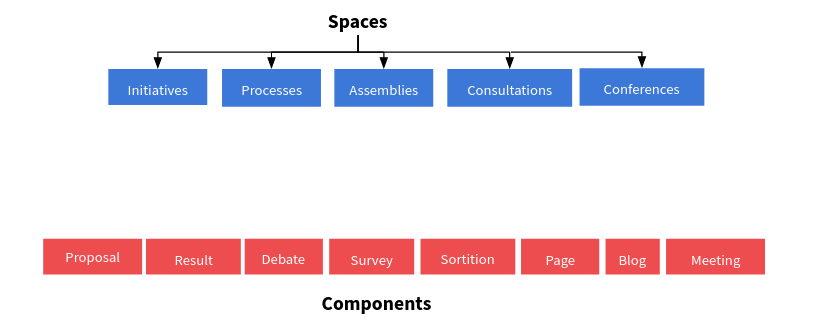 Spaces
Initiatives
Processes
Assemblies
Consultations
Conferences
Proposal
Result
Debate
Survey
Sortition
Page
Blog
Meeting
Components